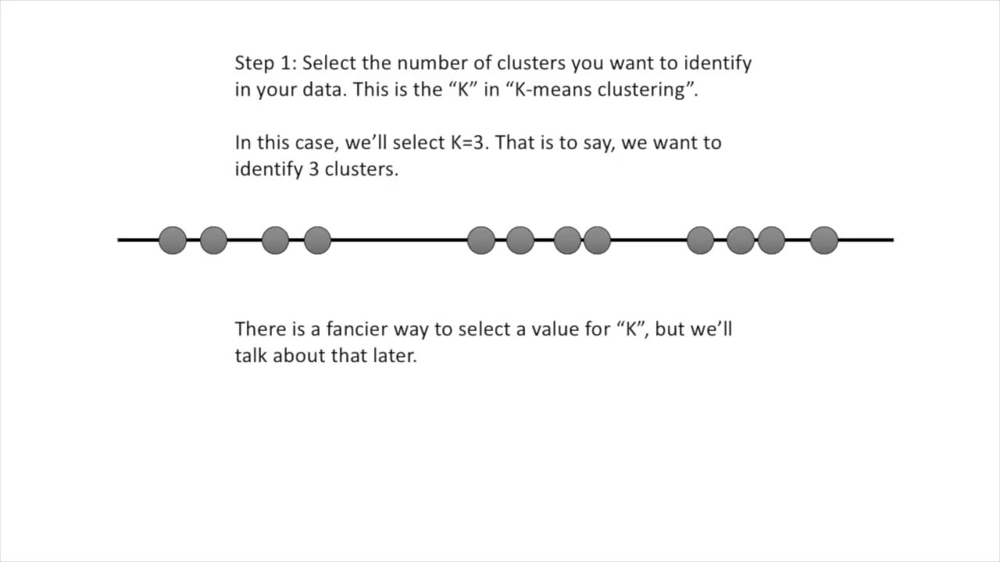 Step 1: Select the number of clusters you want to identify
in your data. This is the “K” in “K-means clustering”.
In this case, we’ll select K=3. That is to say, we want to
identify 3 clusters.
There is a fancier way to select a value for “K”, but we’ll
talk about that later.